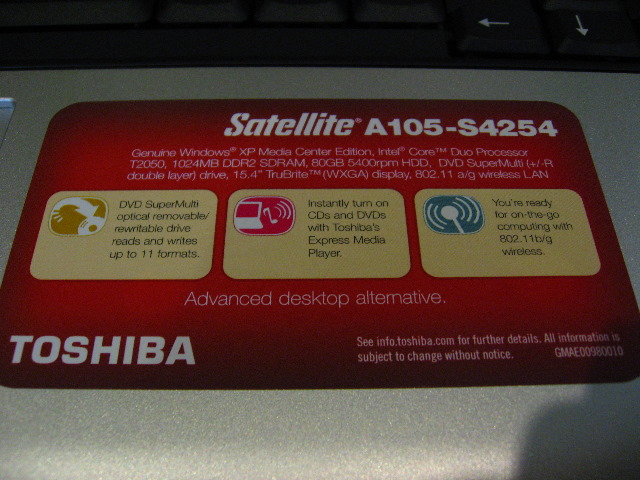 Satellite® A105-S4254
Genuine Windows® XP Media Center Edition, Intel® Core™ Duo Processor
T2050, 1024MB DDR2 SDRAM, 80GB 5400rpm HDD, DVD SuperMulti (+/-R
double layer) drive, 15.4" TruBrite™ (WXGA) display, 802.11 a/g wireless LAN
DVD SuperMulti
optical removable/
rewritable drive
reads and writes
up to 11 formats.
Instantly turn on
CDs and DVDs
with Toshiba's
Express Media
Player.
You're ready
for on-the-go
computing with
802.11b/g
wireless.
Advanced desktop alternative.
TOSHIBA
See info.toshiba.com for further details. All information is
subject to change without notice.
GMAE00980010